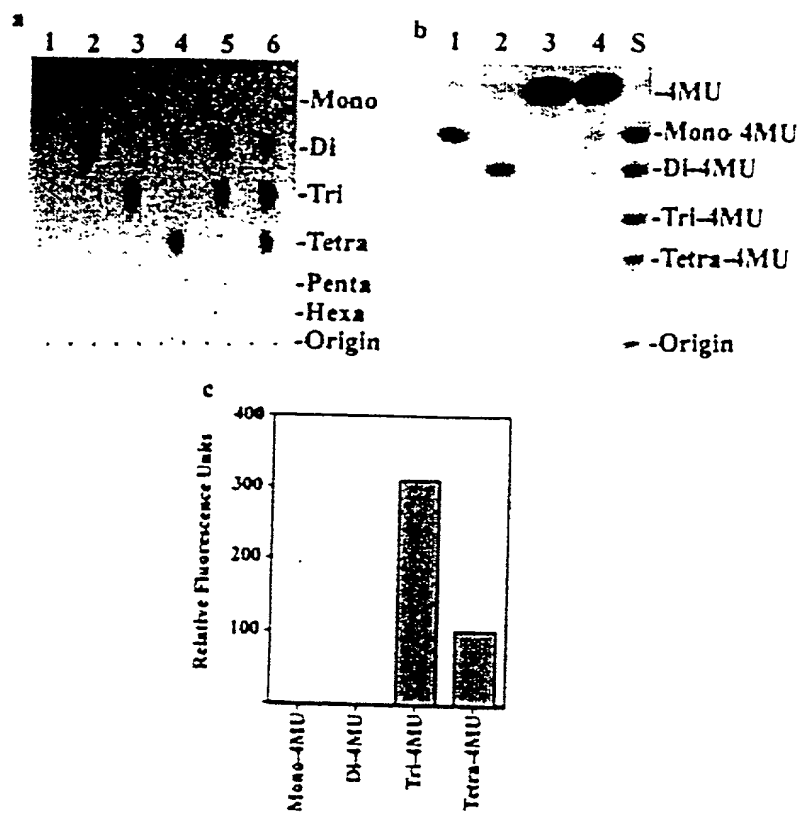 a
1 2 3 4 5 6
-Mono
-Di
-Tri
-Tetra
-Penta
-Hexa
-Origin
b
1 2 3 4 S
-4MU
-Mono-4MU
-Di-4MU
-Tri-4MU
-Tetra-4MU
-Origin
c
Relative Fluorescence Units
400
300
200
100
Mono-4MU
Di-4MU
Tri-4MU
Tetra-4MU